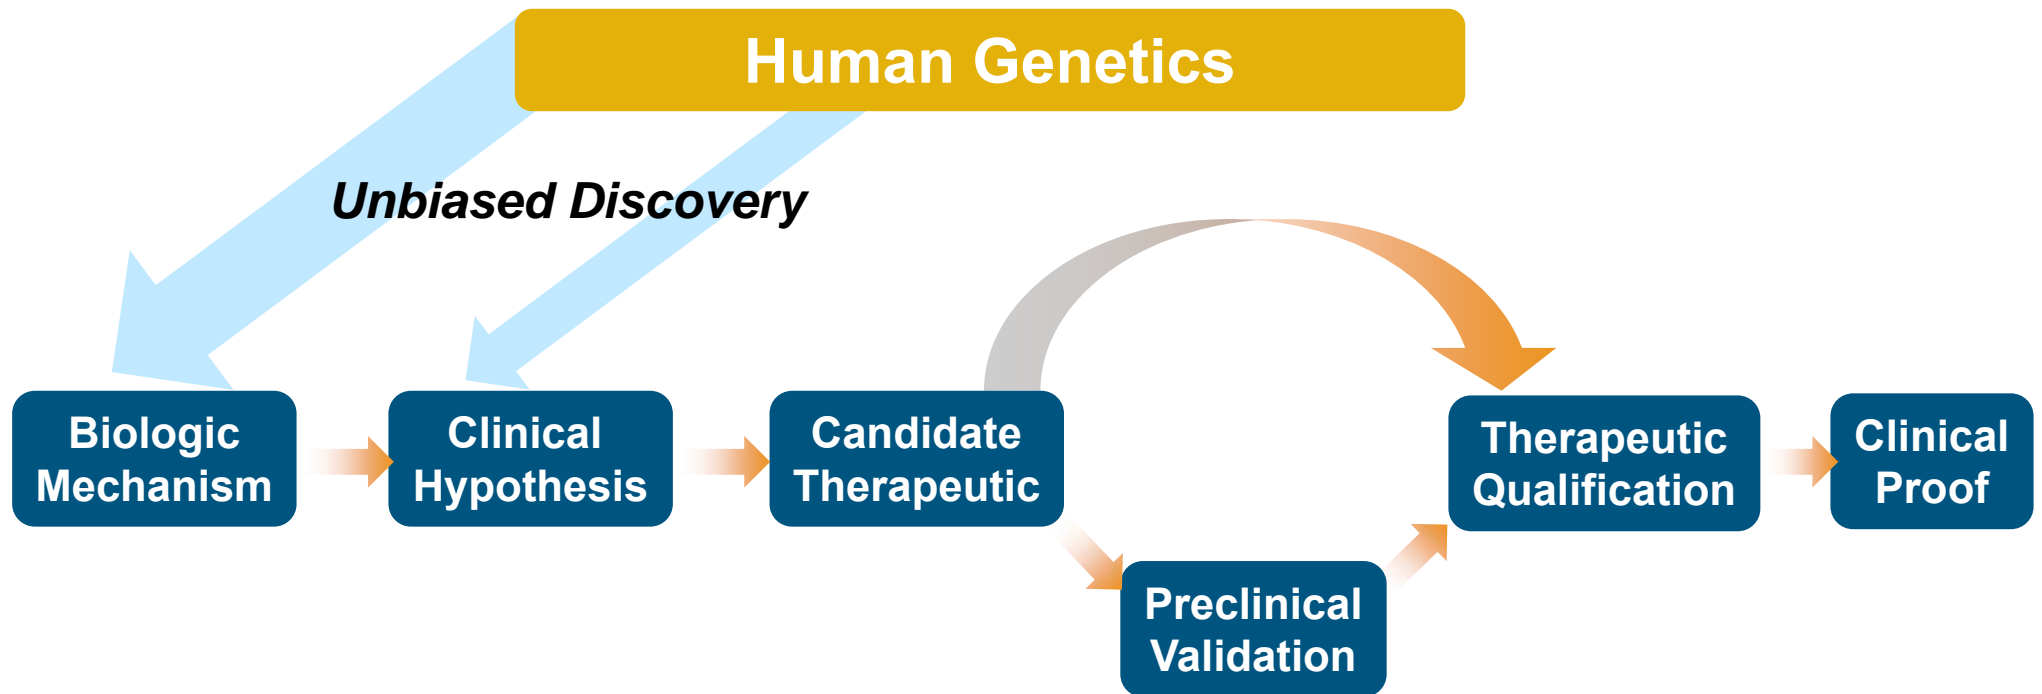 Human Genetics
Unbiased Discovery
Biologic
Mechanism
Clinical
Hypothesis
Candidate
Therapeutic
Preclinical
Validation
Therapeutic
Qualification
Clinical
Proof